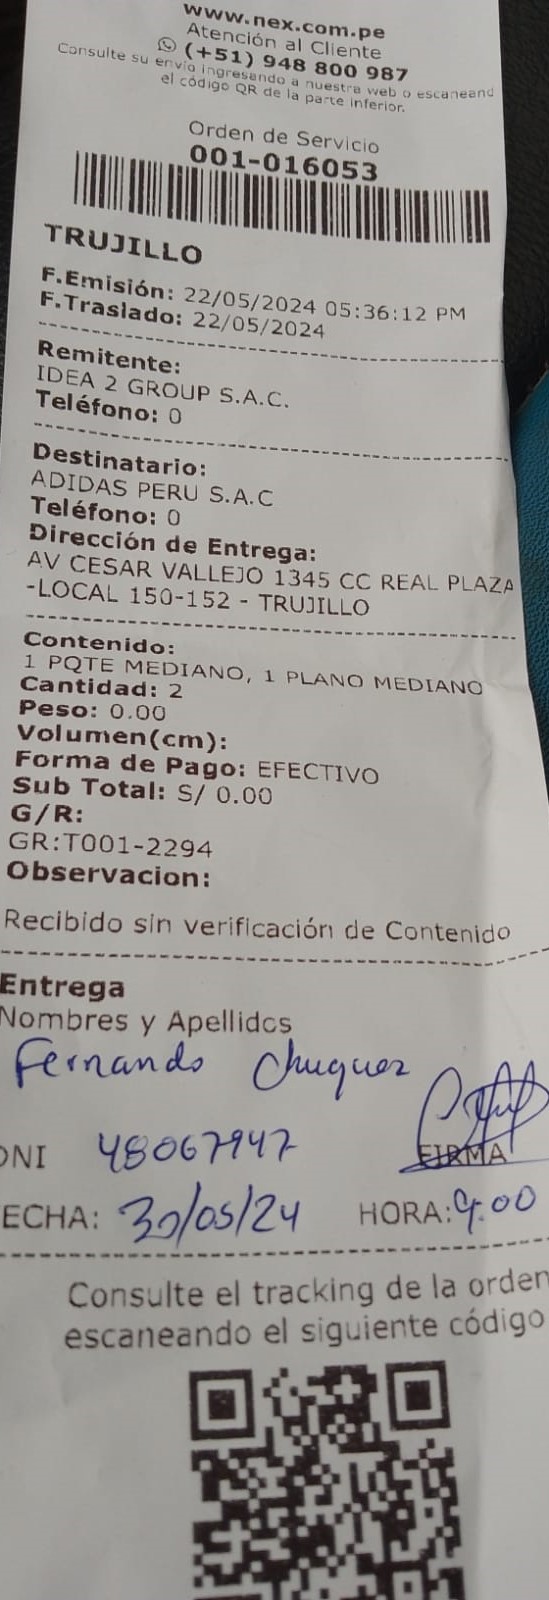 www.nex.com.pe
Atención al Cliente
(+51) 948 800 987
Consulte su envío ingresando a nuestra web o escaneand
el código QR de la parte inferior.
Orden de Servicio
001-016053
TRUJILLO
F.Emisión: 22/05/2024 05:36:12 PM
F.Traslado: 22/05/2024
Remitente:
IDEA 2 GROUP S.A.C.
Teléfono: 0
Destinatario:
ADIDAS PERU S.A.C
Teléfono: 0
Dirección de Entrega:
AV CESAR VALLEJO 1345 CC REAL PLAZA
-LOCAL 150-152 - TRUJILLO
Contenido:
1 PQTE MEDIANO, 1 PLANO MEDIANO
Cantidad: 2
Peso: 0.00
Volumen(cm):
Forma de Pago: EFECTIVO
Sub Total: S/ 0.00
G/R:
GR:T001-2294
Observacion:
Recibido sin verificación de Contenido
Entrega
Nombres y Apellidos
Fernando
DNI 48067947
FIRMA
ECHA: 30/05/24 HORA: 9:00
Consulte el tracking de la orden
escaneando el siguiente código